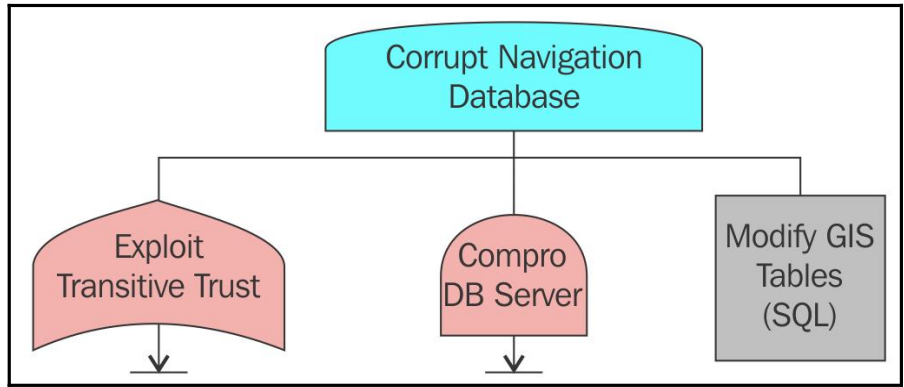 Corrupt Navigation
Database
Exploit
Transitive Trust
Compro
DB Server
Modify GIS
Tables
(SQL)